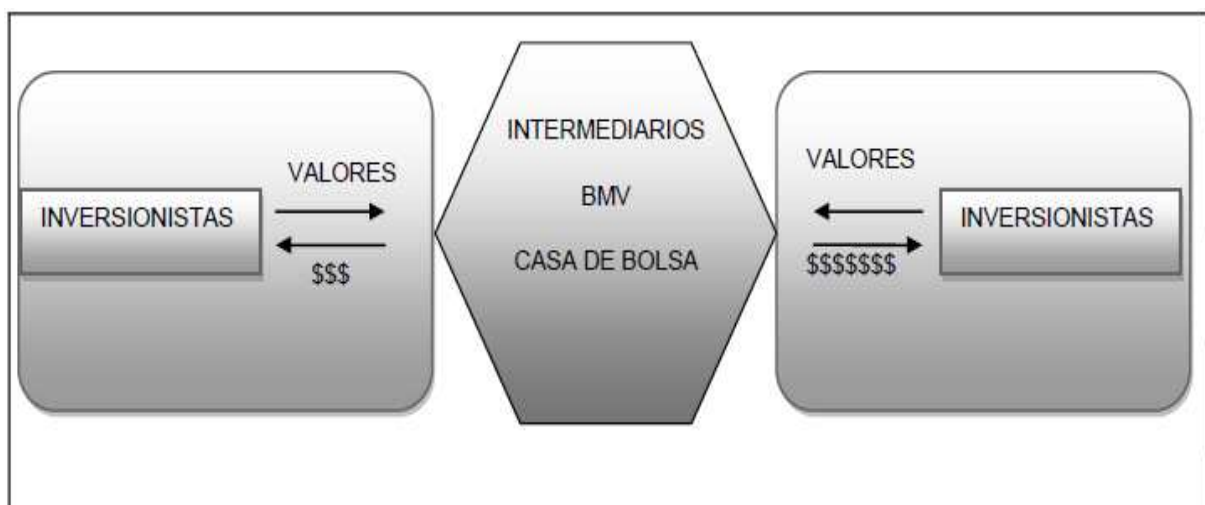 VALORES
INVERSIONISTAS
$$$
INTERMEDIARIOS
BMV
CASA DE BOLSA
VALORES
INVERSIONISTAS
$$$$$$$